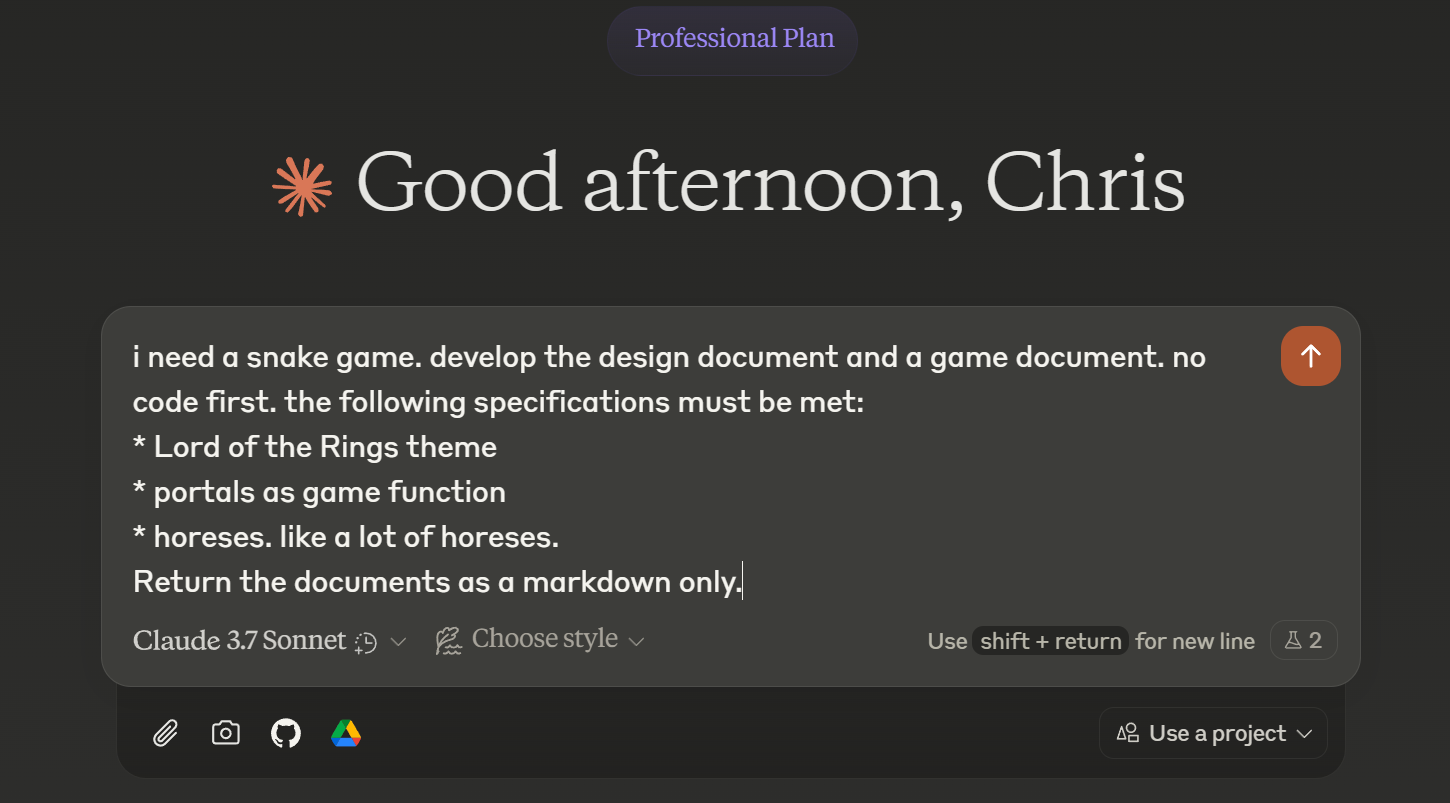 Professional Plan
Good afternoon, Chris
i need a snake game. develop the design document and a game document. no
code first. the following specifications must be met:
* Lord of the Rings theme
* portals as game function
* horeses. like a lot of horeses.
Return the documents as a markdown only.
Claude 3.7 Sonnet Choose style Use shift + return for new line 2
Use a project